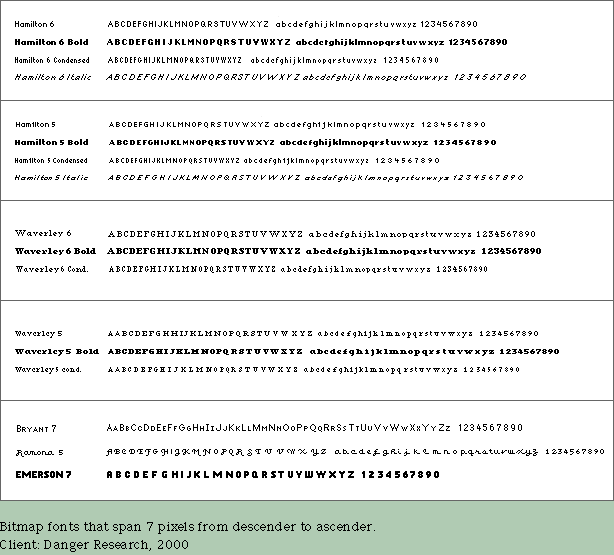 Hamilton 6 ABCDEFGHIJKLMNOPQRSTUVWXYZ abcdefghijklmnopqrstuvwxyz 1234567890
Hamilton 6 Bold ABCDEFGHIJKLMNOPQRSTUVWXYZ abcdefghijklmnopqrstuvwxyz 1234567890
Hamilton 6 Condensed ABCDEFGHIJKLMNOPQRSTUVWXYZ abcdefghijklmnopqrstuvwxyz 1234567890
Hamilton 6 Italic ABCDEFGHIJKLMNOPQRSTUVWXYZ abcdefghijklmnopqrstuvwxyz 1234567890
Hamilton 5 ABCDEFGHIJKLMNOPQRSTUVWXYZ abcdefghijklmnopqrstuvwxyz 1234567890
Hamilton 5 Bold ABCDEFGHIJKLMNOPQRSTUVWXYZ abcdefghijklmnopqrstuvwxyz 1234567890
Hamilton 5 Condensed ABCDEFGHIJKLMNOPQRSTUVWXYZ abcdefghijklmnopqrstuvwxyz 1234567890
Hamilton 5 Italic ABCDEFGHIJKLMNOPQRSTUVWXYZ abcdefghijklmnopqrstuvwxyz 1234567890
Waverley 6 ABCDEFGHIJKLMNOPQRSTUVWXYZ abcdefghijklmnopqrstuvwxyz 1234567890
Waverley 6 Bold ABCDEFGHIJKLMNOPQRSTUVWXYZ abcdefghijklmnopqrstuvwxyz 1234567890
Waverley 6 Cond. ABCDEFGHIJKLMNOPQRSTUVWXYZ abcdefghijklmnopqrstuvwxyz 1234567890
Waverley 5 AABCDEFGHHIJKLMNOPQRSTUVWXYZ abcdefghijklmnopqrstuvwxyz 1234567890
Waverley 5 Bold ABCDEFGHIJKLMNOPQRSTUVWXYZ abcdefghijklmnopqrstuvwxyz 1234567890
Waverley 5 cond. AABCDEFGHIJKLMNOPQRSTUVWXYZ abcdefghijklmnopqrstuvwxyz 1234567890
BRYANT 7 AaBbCcDdEeFfGgHhIiJjKkLlMmNnOoPpQqRrSsTtUuVvWwXxYyZz 1234567890
Ramona 5 ABCDEFGHIJKLMNOPQRSTUVWXYZ abcdefghijklmnopqrstuvwxyz 1234567890
EMERSON 7 ABCDEFGHIJKLMNOPQRSTUVWXYZ 1234567890
Bitmap fonts that span 7 pixels from descender to ascender.
Client: Danger Research, 2000